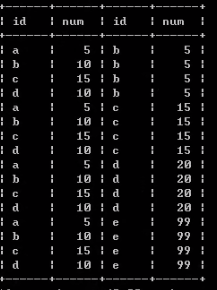 +------+------+------+------+
| id | num | id | num |
+------+------+------+------+
| a | 5 | b | 5 |
| b | 10 | b | 5 |
| c | 15 | b | 5 |
| d | 10 | b | 5 |
| a | 5 | c | 15 |
| b | 10 | c | 15 |
| c | 15 | c | 15 |
| d | 10 | c | 15 |
| a | 5 | d | 20 |
| b | 10 | d | 20 |
| c | 15 | d | 20 |
| d | 10 | d | 20 |
| a | 5 | e | 99 |
| b | 10 | e | 99 |
| c | 15 | e | 99 |
| d | 10 | e | 99 |
+------+------+------+------+